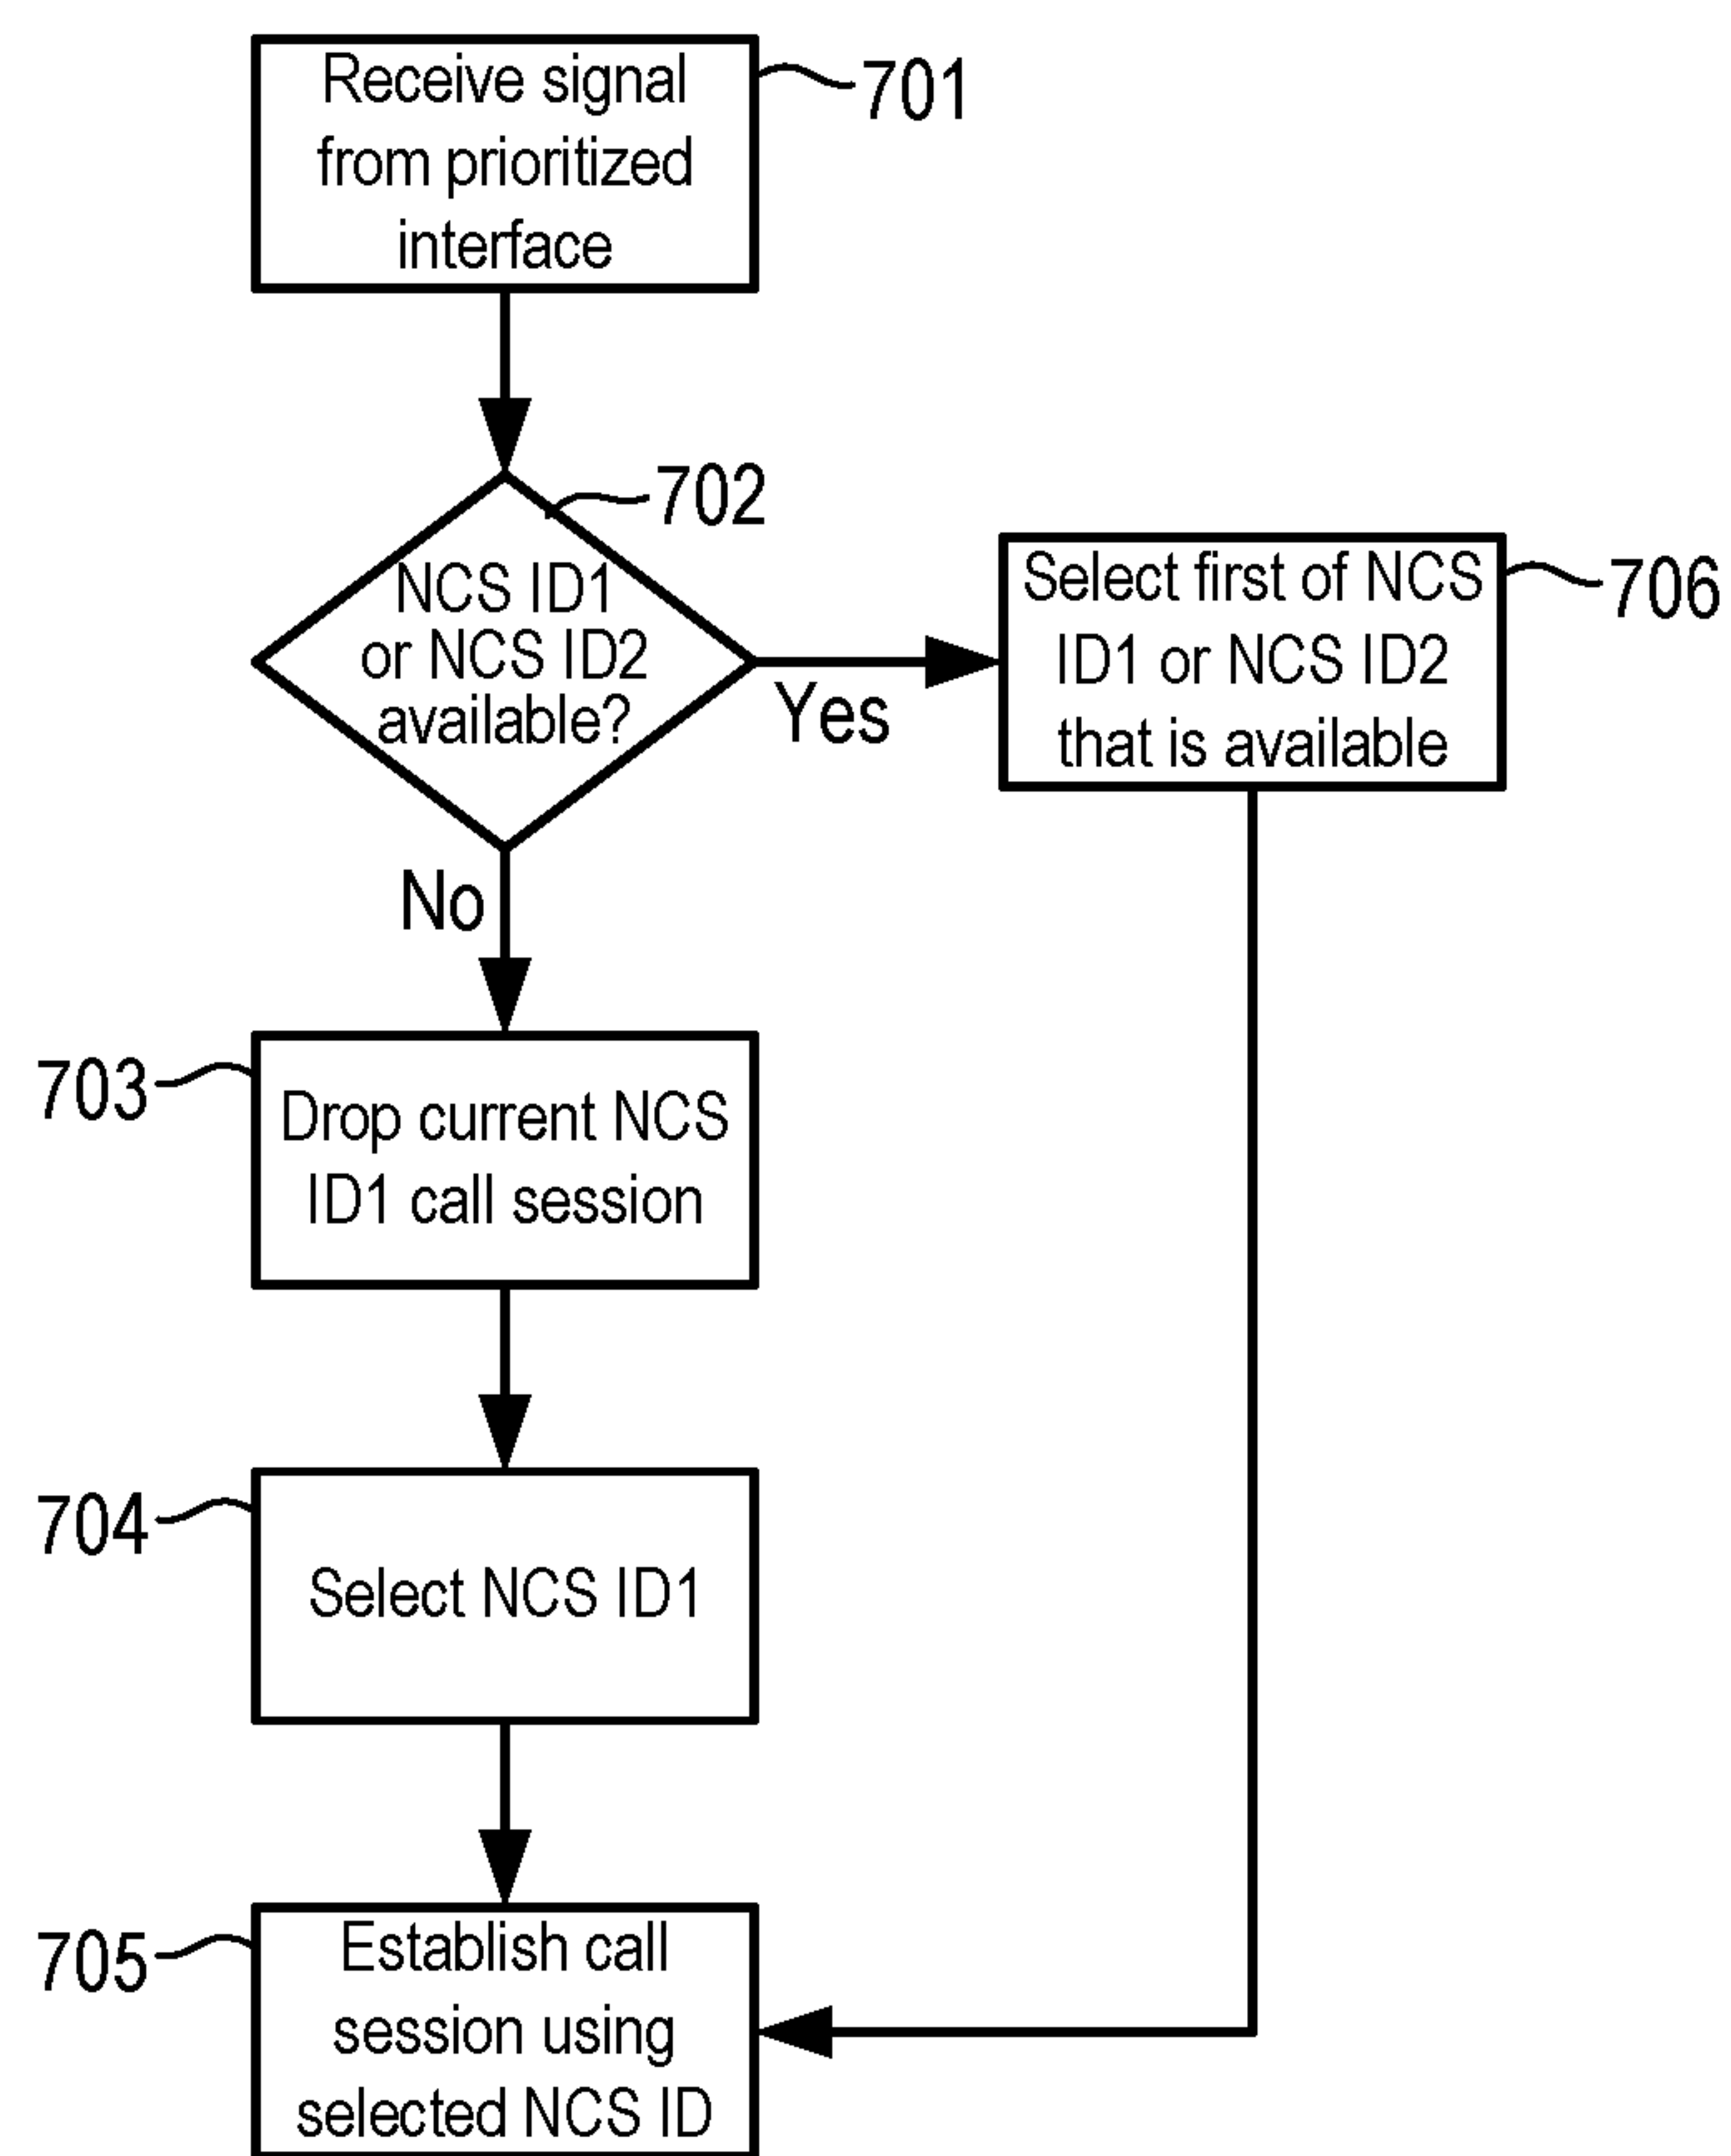 Receive signal
from prioritized
interface
701
702
NCS ID1
or NCS ID2
available?
Yes
Select first of NCS
ID1 or NCS ID2
that is available
706
No
703
Drop current NCS
ID1 call session
704
Select NCS ID1
705
Establish call
session using
selected NCS ID